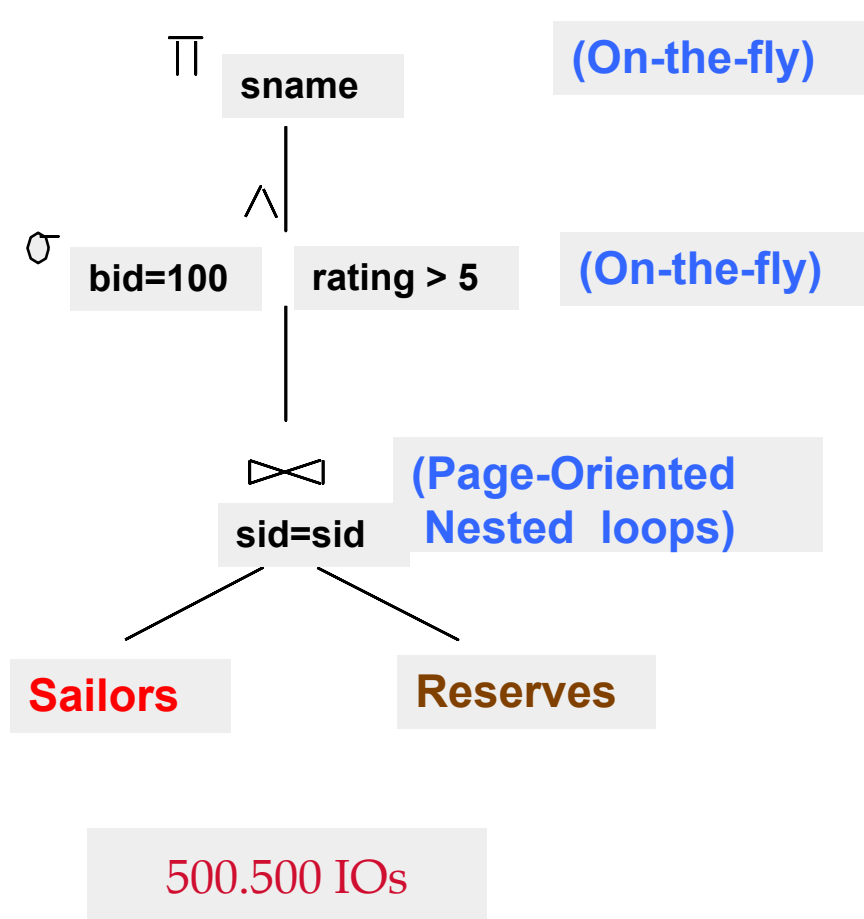 π sname (On-the-fly)
σ bid=100 ∧ rating > 5 (On-the-fly)
⋈ sid=sid (Page-Oriented
Nested loops)
Sailors Reserves
500.500 IOs